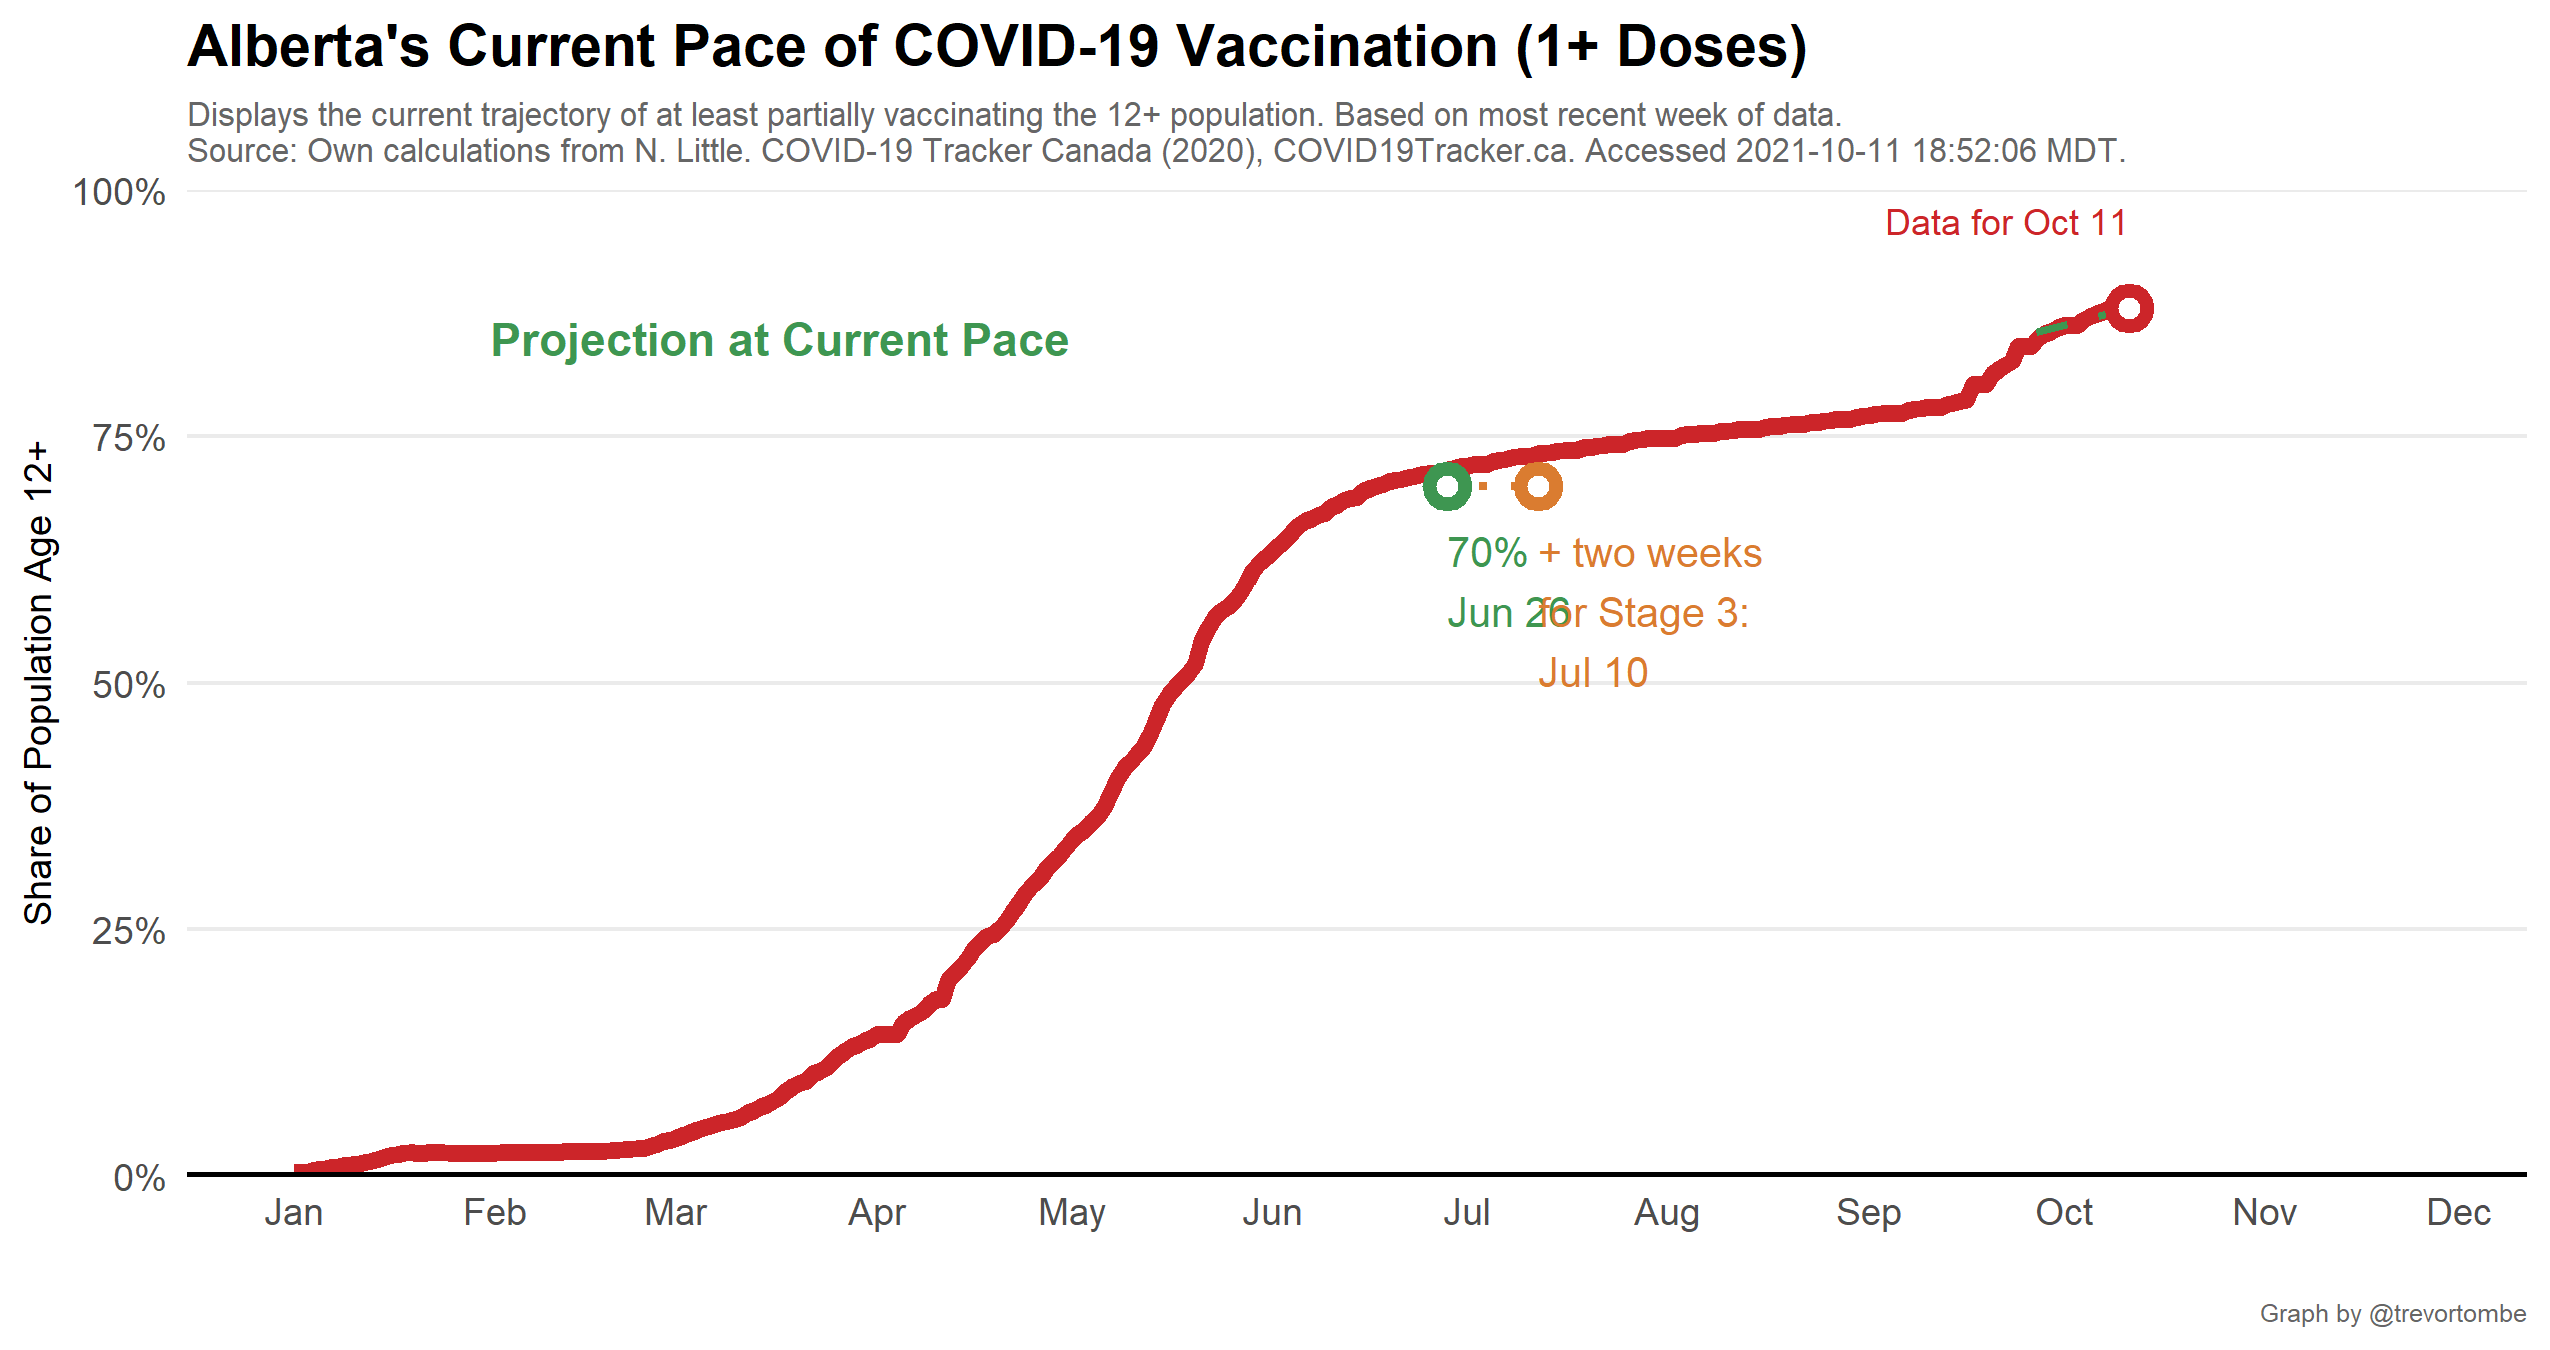 Alberta's Current Pace of COVID-19 Vaccination (1+ Doses)
Displays the current trajectory of at least partially vaccinating the 12+ population. Based on most recent week of data.
Source: Own calculations from N. Little. COVID-19 Tracker Canada (2020), COVID19Tracker.ca. Accessed 2021-10-11 18:52:06 MDT.
100%
Data for Oct 11
Projection at Current Pace
75%
Share of Population Age 12+
70%
Jun 26
+ two weeks
for Stage 3:
Jul 10
50%
25%
0%
Jan Feb Mar Apr May Jun Jul Aug Sep Oct Nov Dec
Graph by @trevortombe